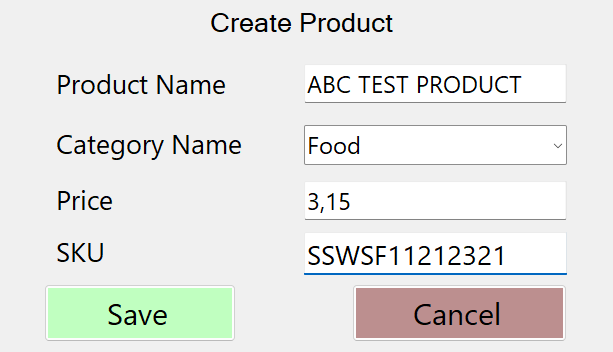 Create Product
Product Name ABC TEST PRODUCT
Category Name Food
Price 3,15
SKU SSWSF11212321
Save Cancel